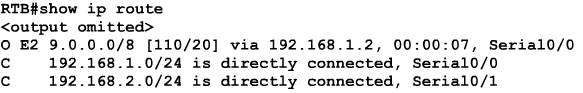 RTB#show ip route
<output omitted>
O E2 9.0.0.0/8 [110/20] via 192.168.1.2, 00:00:07, Serial0/0
C    192.168.1.0/24 is directly connected, Serial0/0
C    192.168.2.0/24 is directly connected, Serial0/1